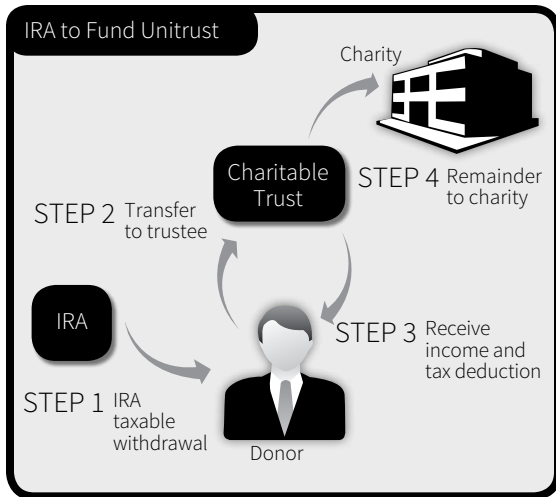 IRA to Fund Unitrust
Charity
Charitable
Trust
STEP 4 Remainder
to charity
STEP 2 Transfer
to trustee
IRA
STEP 3 Receive
income and
tax deduction
STEP 1 IRA
taxable
withdrawal
Donor